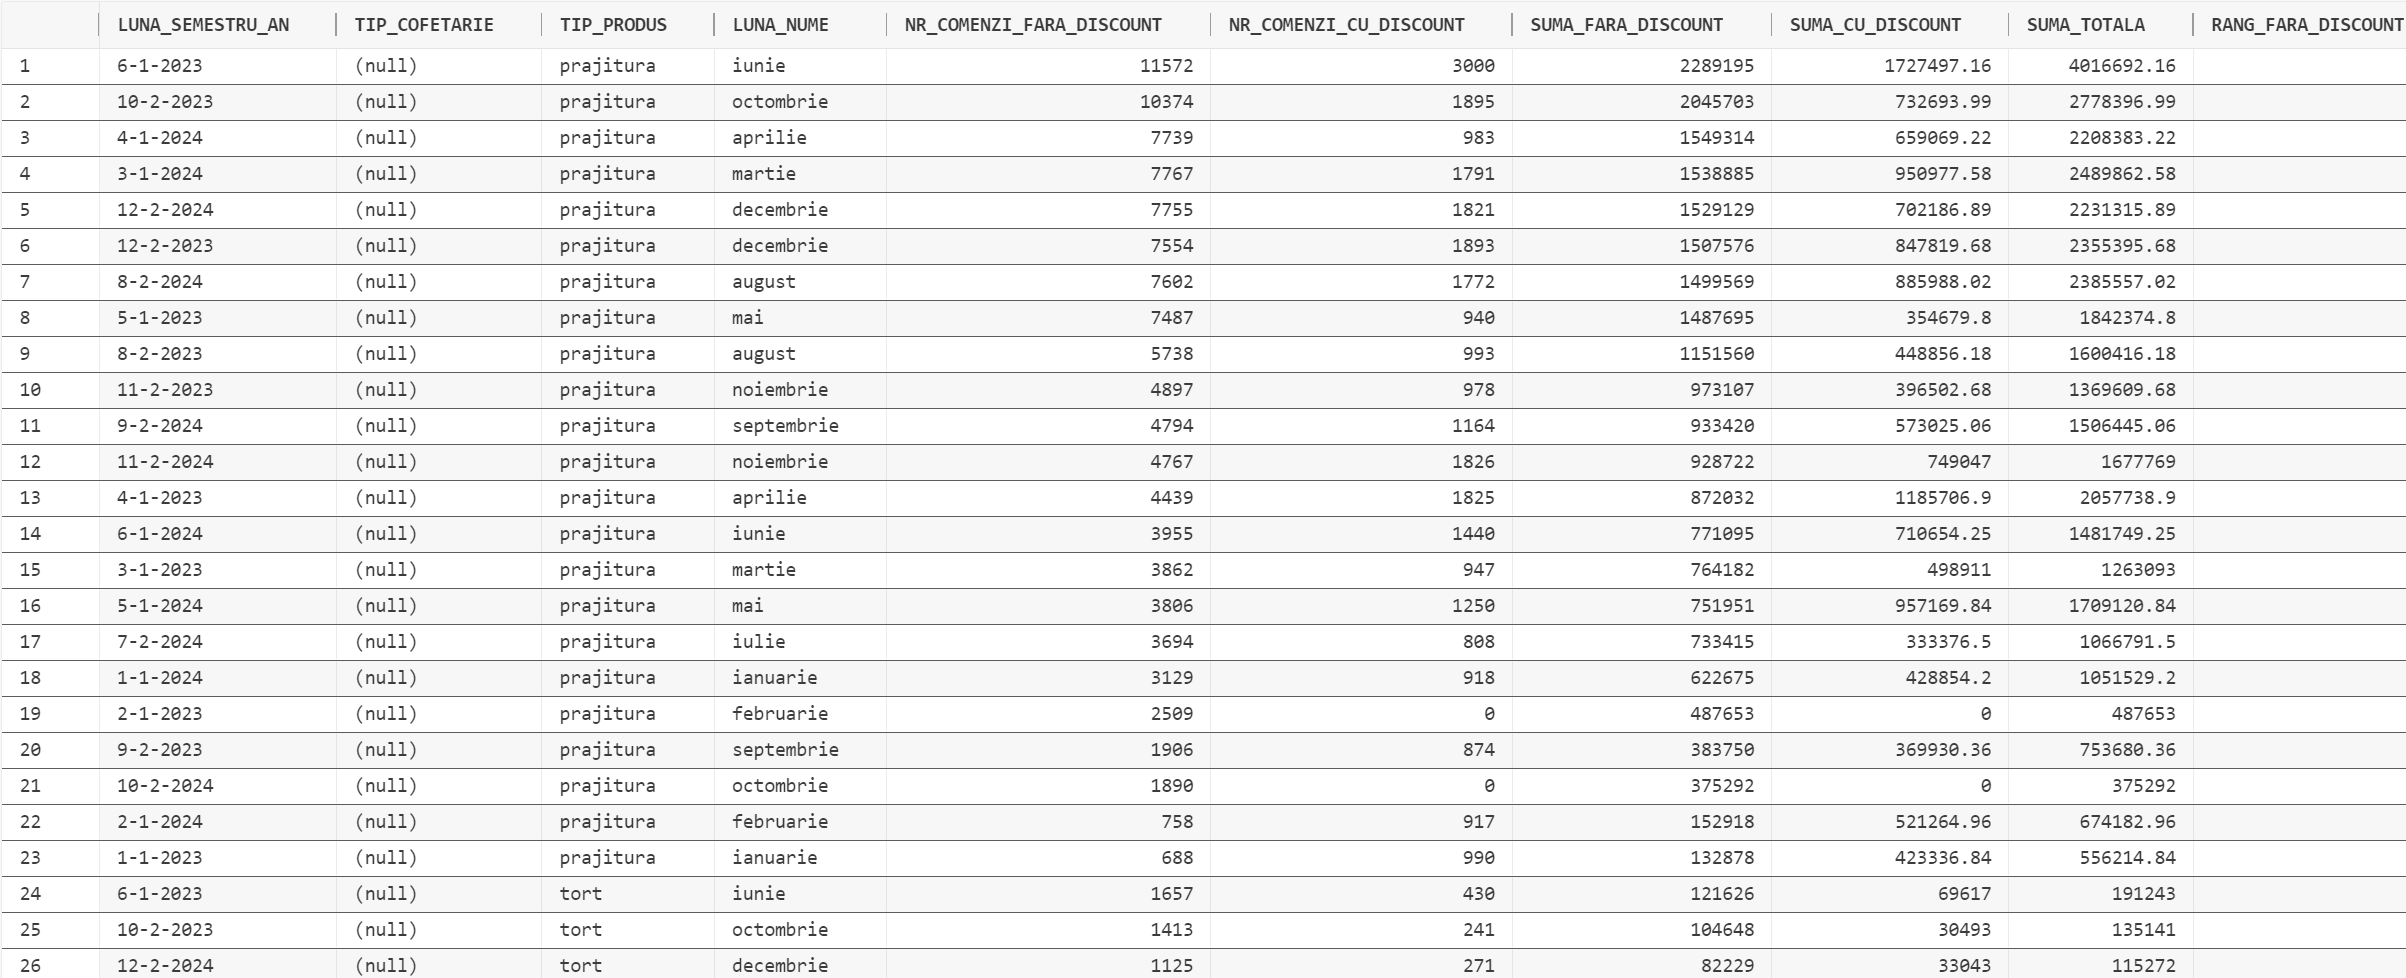 LUNA_SEMESTRU_AN TIP_COFETARIE TIP_PRODUS LUNA_NUME NR_COMENZI_FARA_DISCOUNT NR_COMENZI_CU_DISCOUNT SUMA_FARA_DISCOUNT SUMA_CU_DISCOUNT SUMA_TOTALA RANG_FARA_DISCOUNT
1 6-1-2023 (null) prajitura iunie 11572 3000 2289195 1727497.16 4016692.16
2 10-2-2023 (null) prajitura octombrie 10374 1895 2045703 732693.99 2778396.99
3 4-1-2024 (null) prajitura aprilie 7739 983 1549314 659069.22 2208383.22
4 3-1-2024 (null) prajitura martie 7767 1791 1538885 950977.58 2489862.58
5 12-2-2024 (null) prajitura decembrie 7755 1821 1529129 702186.89 2231315.89
6 12-2-2023 (null) prajitura decembrie 7554 1893 1507576 847819.68 2355395.68
7 8-2-2024 (null) prajitura august 7602 1772 1499569 885988.02 2385557.02
8 5-1-2023 (null) prajitura mai 7487 940 1487695 354679.8 1842374.8
9 8-2-2023 (null) prajitura august 5738 993 1151560 448856.18 1600416.18
10 11-2-2023 (null) prajitura noiembrie 4897 978 973107 396502.68 1369609.68
11 9-2-2024 (null) prajitura septembrie 4794 1164 933420 573025.06 1506445.06
12 11-2-2024 (null) prajitura noiembrie 4767 1826 928722 749047 1677769
13 4-1-2023 (null) prajitura aprilie 4439 1825 872032 1185706.9 2057738.9
14 6-1-2024 (null) prajitura iunie 3955 1440 771095 710654.25 1481749.25
15 3-1-2023 (null) prajitura martie 3862 947 764182 498911 1263093
16 5-1-2024 (null) prajitura mai 3806 1250 751951 957169.84 1709120.84
17 7-2-2024 (null) prajitura iulie 3694 808 733415 333376.5 1066791.5
18 1-1-2024 (null) prajitura ianuarie 3129 918 622675 428854.2 1051529.2
19 2-1-2023 (null) prajitura februarie 2509 0 487653 0 487653
20 9-2-2023 (null) prajitura septembrie 1906 874 383750 369930.36 753680.36
21 10-2-2024 (null) prajitura octombrie 1890 0 375292 0 375292
22 2-1-2024 (null) prajitura februarie 758 917 152918 521264.96 674182.96
23 1-1-2023 (null) prajitura ianuarie 688 990 132878 423336.84 556214.84
24 6-1-2023 (null) tort iunie 1657 430 121626 69617 191243
25 10-2-2023 (null) tort octombrie 1413 241 104648 30493 135141
26 12-2-2024 (null) tort decembrie 1125 271 82229 33043 115272